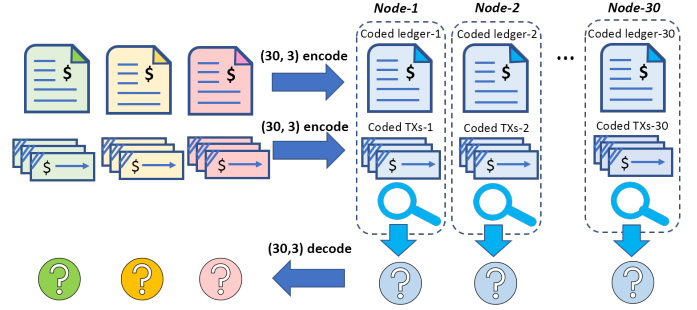 Node-1
Node-2
Node-30
Coded ledger-1
Coded ledger-2
...
Coded ledger-30
$
$
$
(30, 3) encode
$
$
$
(30, 3) encode
Coded TXs-1
Coded TXs-2
Coded TXs-30
$
$
$
$
$
$
(30,3) decode
?
?
?
?
?
?